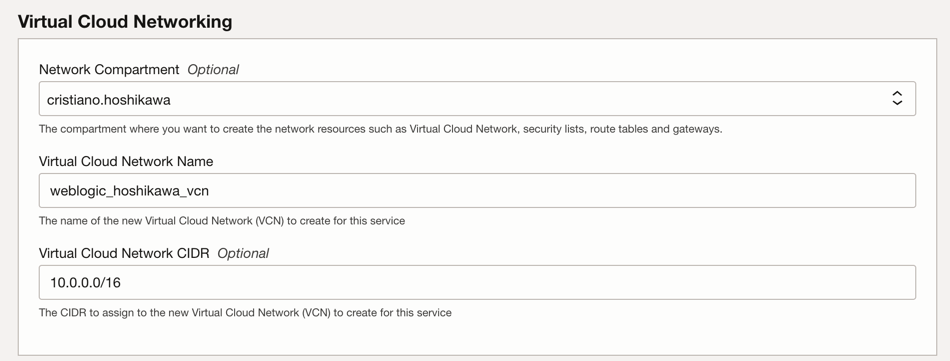 Virtual Cloud Networking
Network Compartment Optional
cristiano.hoshikawa
The compartment where you want to create the network resources such as Virtual Cloud Network, security lists, route tables and gateways.
Virtual Cloud Network Name
weblogic_hoshikawa_vcn
The name of the new Virtual Cloud Network (VCN) to create for this service
Virtual Cloud Network CIDR Optional
10.0.0.0/16
The CIDR to assign to the new Virtual Cloud Network (VCN) to create for this service